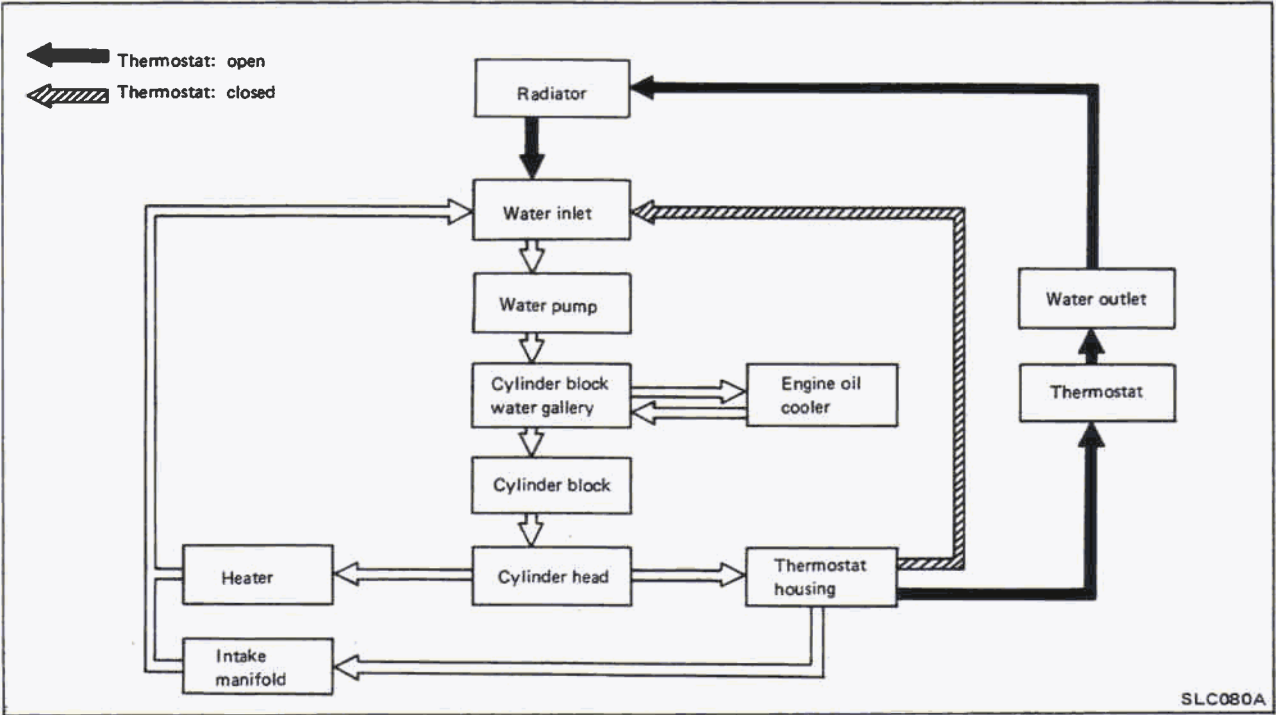 Thermostat: open
Thermostat: closed
Radiator
Water inlet
Water pump
Water outlet
Cylinder block
water gallery
Engine oil
cooler
Thermostat
Cylinder block
Heater
Cylinder head
Thermostat
housing
Intake
manifold
SLC080A